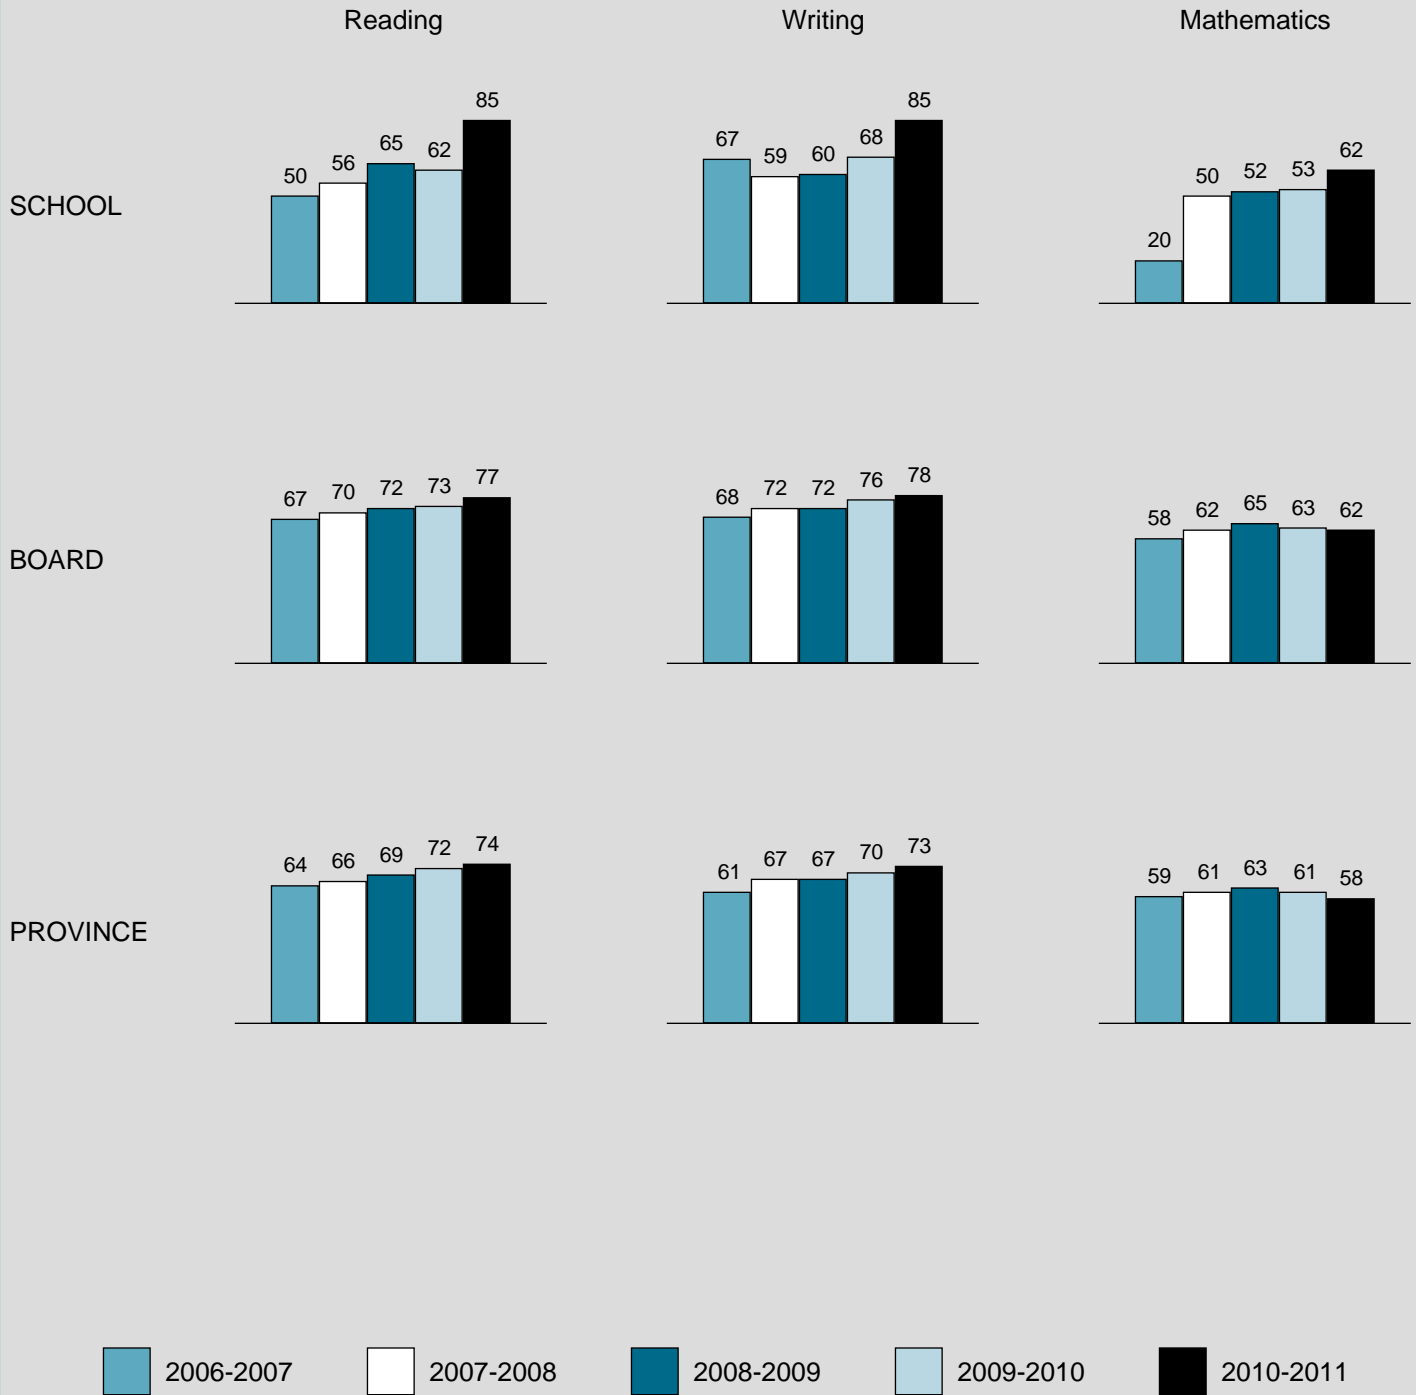 Reading Writing Mathematics
SCHOOL
50 56 65 62 85
67 59 60 68 85
20 50 52 53 62
BOARD
67 70 72 73 77
68 72 72 76 78
58 62 65 63 62
PROVINCE
64 66 69 72 74
61 67 67 70 73
59 61 63 61 58
2006-2007 2007-2008 2008-2009 2009-2010 2010-2011